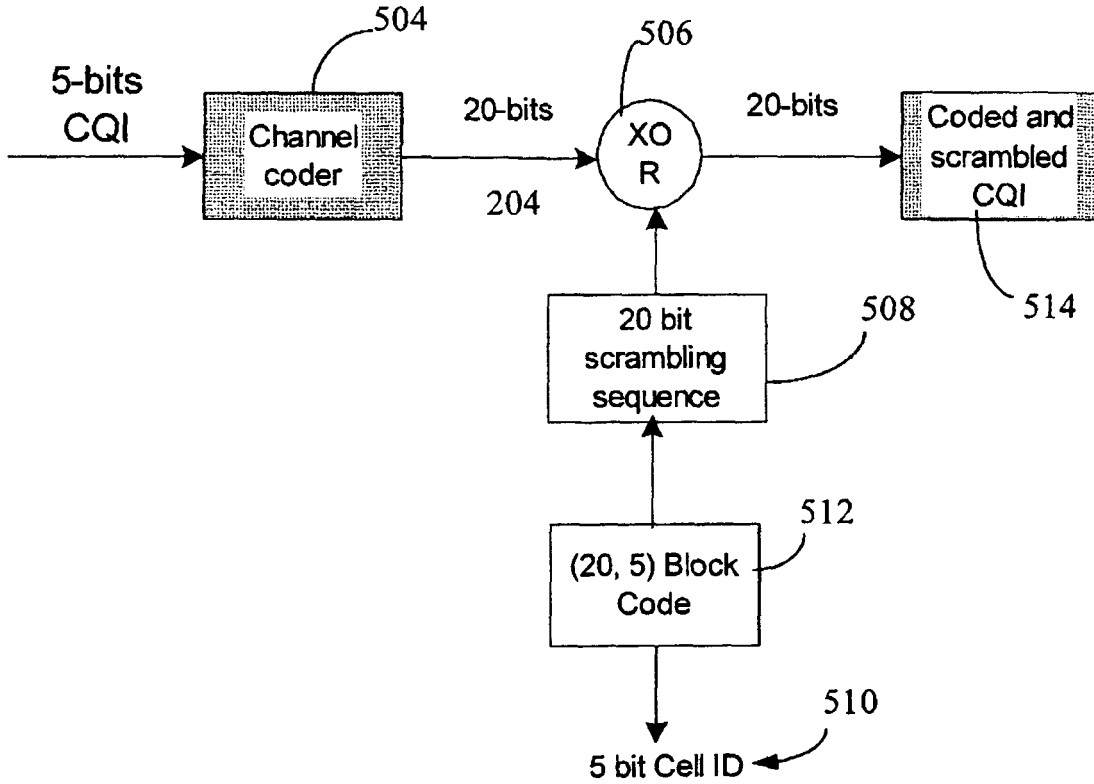 504
506
5-bits
CQI
Channel
coder
20-bits
204
XO
R
20-bits
Coded and
scrambled
CQI
514
20 bit
scrambling
sequence
508
(20, 5) Block
Code
512
5 bit Cell ID
510